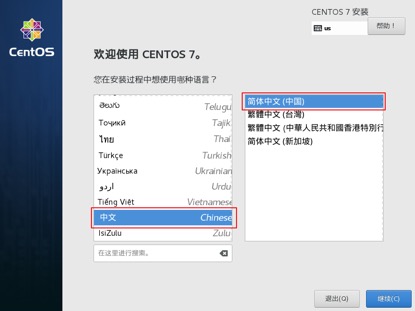 CentOS
CENTOS 7 安装
us
帮助！
欢迎使用 CENTOS 7。
您在安装过程中想使用哪种语言？
తెలుగు Telugu
Тоҷикӣ Tajik
ไทย Thai
Türkçe Turkish
Українська Ukrainian
اردو Urdu
Tiếng Việt Vietnamese
中文 Chinese
IsiZulu Zulu
简体中文 (中国)
繁體中文 (台灣)
繁體中文 (中華人民共和國香港特別行
简体中文 (新加坡)
在这里进行搜索。
退出(Q)
继续(C)